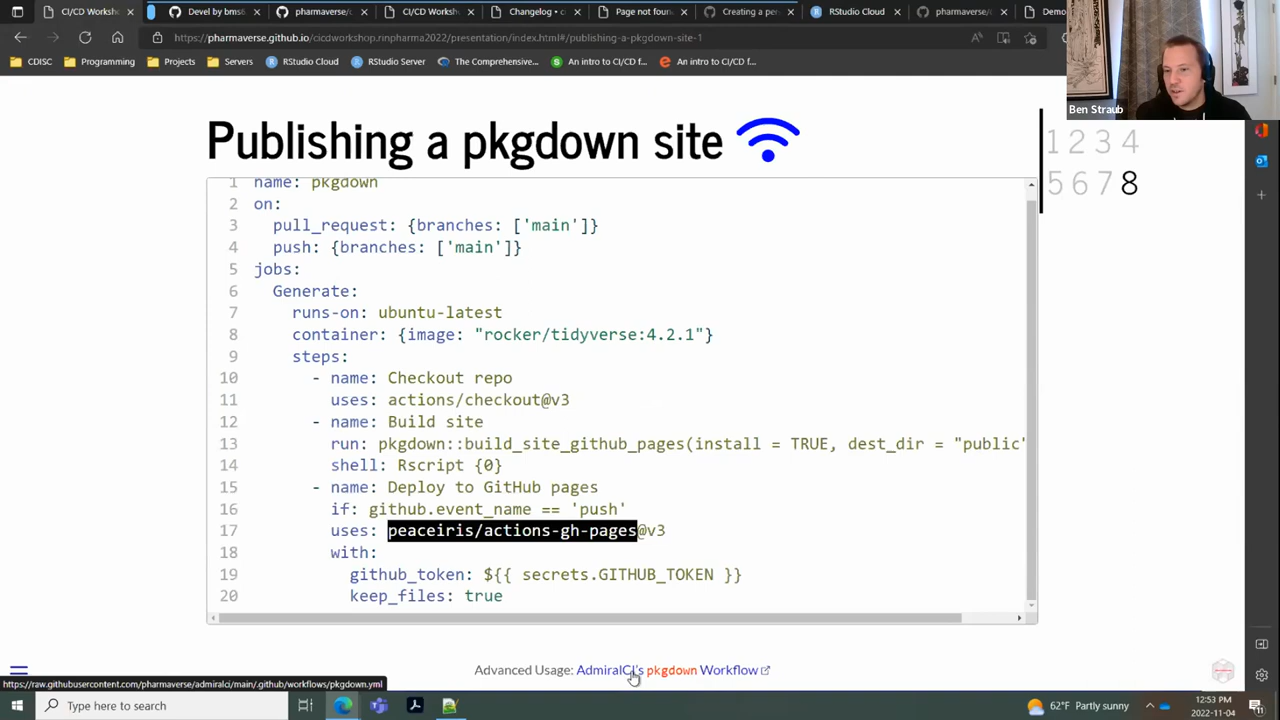 CI/CD Worksh
Devel by bms6
pharmaverse/c
CI/CD Worksh
Changelog • c
Page not foun
Creating a per
RStudio Cloud
pharmaverse/c
Demo
https://pharmaverse.github.io/cicdworkshop.rinpharma2022/presentation/index.html#/publishing-a-pkgdown-site-1
CDISC
Programming
Projects
Servers
RStudio Cloud
RStudio Server
The Comprehensive...
An intro to CI/CD f...
An intro to CI/CD f...
Ben Straub
Publishing a pkgdown site
1 2 3 4
5 6 7 8
1 name: pkgdown
2 on:
3 pull_request: {branches: ['main']}
4 push: {branches: ['main']}
5 jobs:
6 Generate:
7 runs-on: ubuntu-latest
8 container: {image: "rocker/tidyverse:4.2.1"}
9 steps:
10 - name: Checkout repo
11 uses: actions/checkout@v3
12 - name: Build site
13 run: pkgdown::build_site_github_pages(install = TRUE, dest_dir = "public"
14 shell: Rscript {0}
15 - name: Deploy to GitHub pages
16 if: github.event_name == 'push'
17 uses: peaceiris/actions-gh-pages@v3
18 with:
19 github_token: ${{ secrets.GITHUB_TOKEN }}
20 keep_files: true
Advanced Usage: AdmiralCI's pkgdown Workflow
https://raw.githubusercontent.com/pharmaverse/admiralci/main/.github/workflows/pkgdown.yml
Type here to search
62°F Partly sunny
12:53 PM
2022-11-04
11